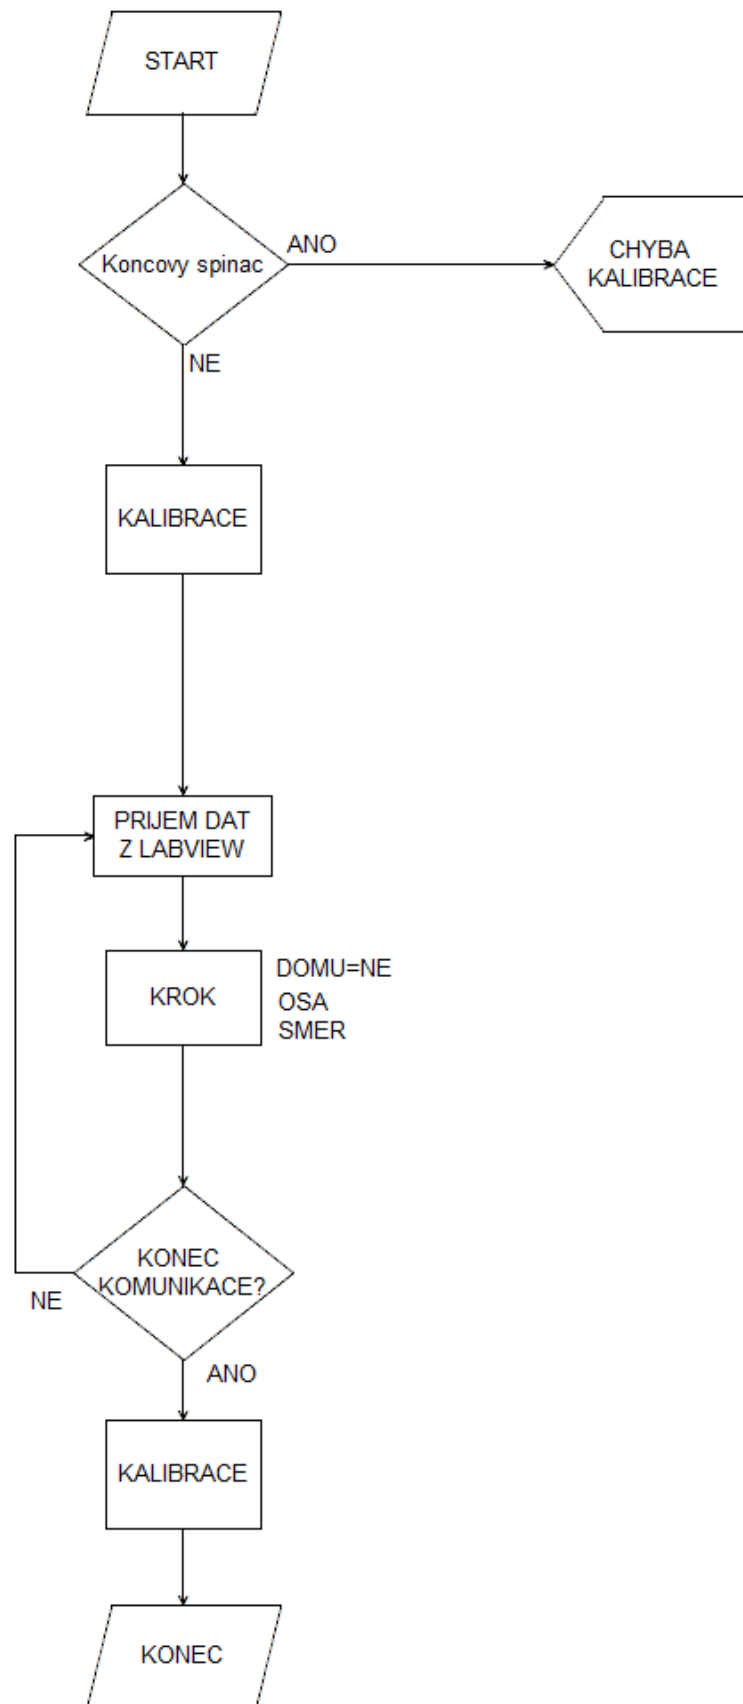 START
Koncovy spinac
ANO
CHYBA
KALIBRACE
NE
KALIBRACE
PRIJEM DAT
Z LABVIEW
KROK
DOMU=NE
OSA
SMER
KONEC
KOMUNIKACE?
NE
ANO
KALIBRACE
KONEC